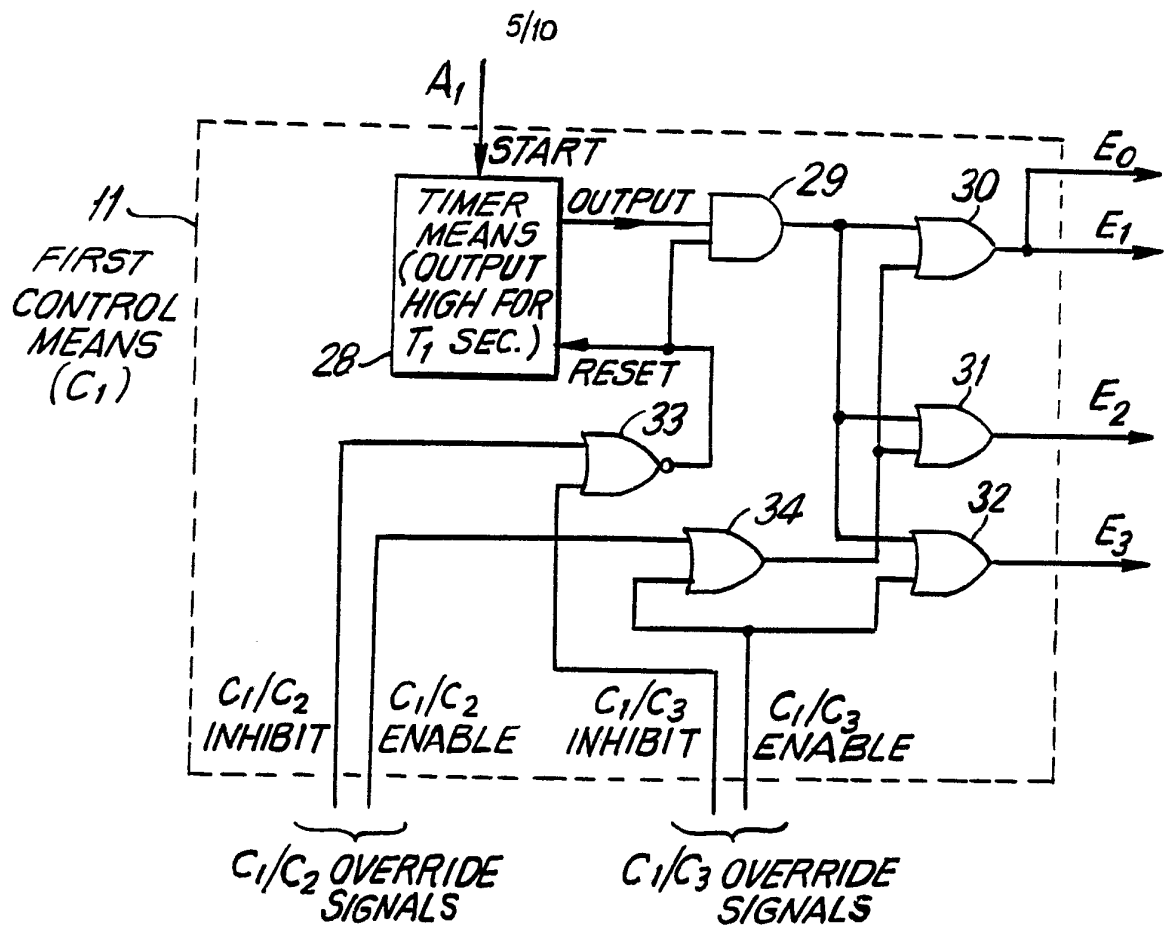 5/10
A1
START
11
FIRST
CONTROL
MEANS
(C1)
TIMER
MEANS
(OUTPUT
HIGH FOR
T1 SEC.)
28
OUTPUT
RESET
29
30
E0
E1
31
E2
32
E3
33
34
C1/C2
INHIBIT
C1/C2
ENABLE
C1/C3
INHIBIT
C1/C3
ENABLE
C1/C2 OVERRIDE
SIGNALS
C1/C3 OVERRIDE
SIGNALS